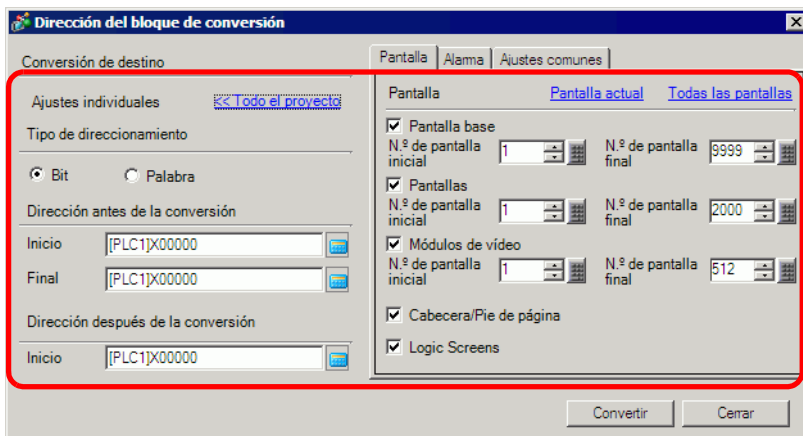 Dirección del bloque de conversión
Conversión de destino
Ajustes individuales << Todo el proyecto
Tipo de direccionamiento
Bit Palabra
Dirección antes de la conversión
Inicio [PLC1]X00000
Final [PLC1]X00000
Dirección después de la conversión
Inicio [PLC1]X00000
Pantalla Alarma Ajustes comunes
Pantalla Pantalla actual Todas las pantallas
Pantalla base
N.º de pantalla inicial 1 N.º de pantalla final 9999
Pantallas
N.º de pantalla inicial 1 N.º de pantalla final 2000
Módulos de vídeo
N.º de pantalla inicial 1 N.º de pantalla final 512
Cabecera/Pie de página
Logic Screens
Convertir Cerrar